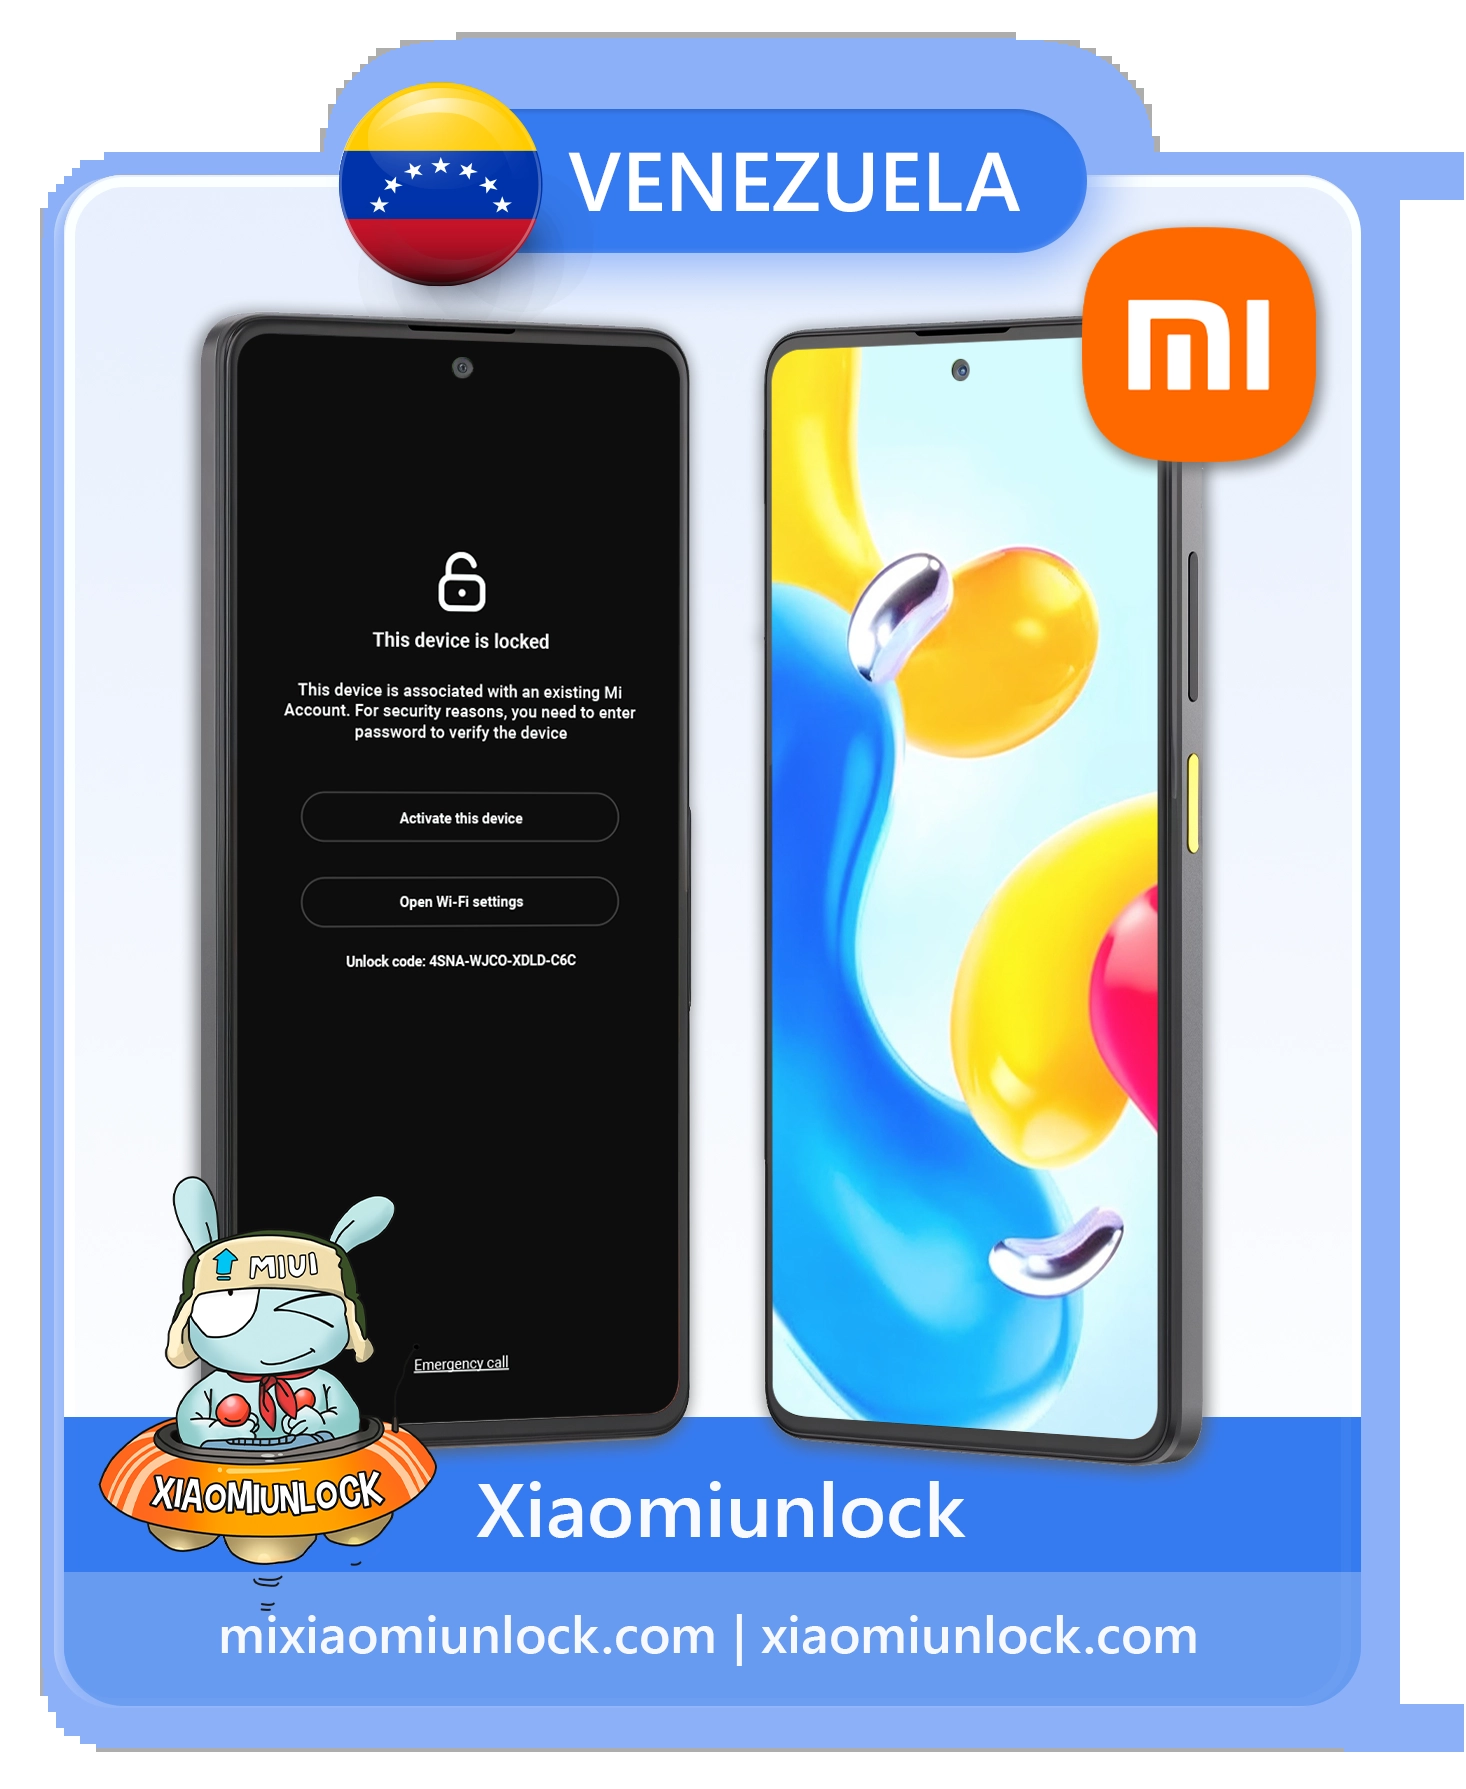 VENEZUELA
mi
This device is locked
This device is associated with an existing Mi
Account. For security reasons, you need to enter
password to verify the device
Activate this device
Open Wi-Fi settings
Unlock code: 4SNA-WJCO-XDLD-C6C
MIUI
Emergency call
XIAOMIUNLOCK
Xiaomiunlock
mixiaomiunlock.com | xiaomiunlock.com